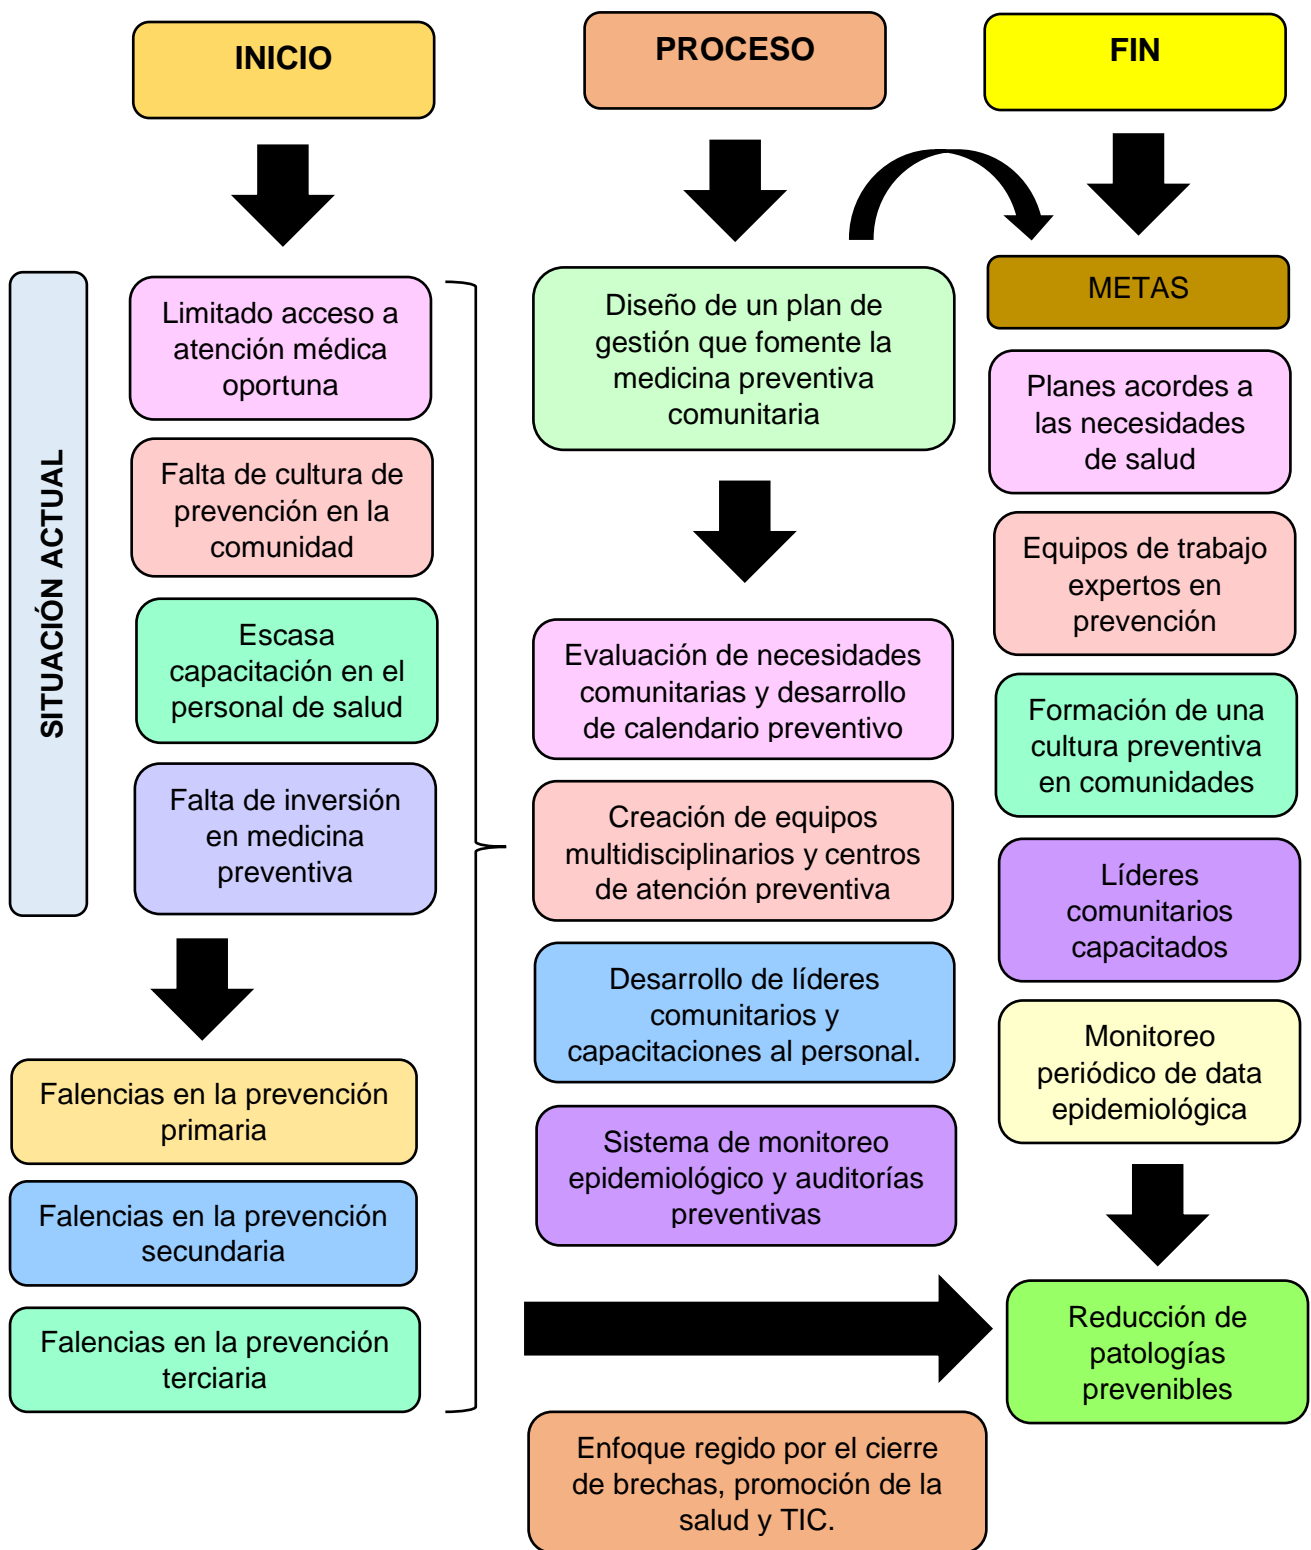 INICIO
PROCESO
FIN
SITUACIÓN ACTUAL
Limitado acceso a
atención médica
oportuna
Falta de cultura de
prevención en la
comunidad
Escasa
capacitación en el
personal de salud
Falta de inversión
en medicina
preventiva
Falencias en la prevención
primaria
Falencias en la prevención
secundaria
Falencias en la prevención
terciaria
Diseño de un plan de
gestión que fomente la
medicina preventiva
comunitaria
Evaluación de necesidades
comunitarias y desarrollo
de calendario preventivo
Creación de equipos
multidisciplinarios y centros
de atención preventiva
Desarrollo de líderes
comunitarios y
capacitaciones al personal.
Sistema de monitoreo
epidemiológico y auditorías
preventivas
Enfoque regido por el cierre
de brechas, promoción de la
salud y TIC.
METAS
Planes acordes a
las necesidades
de salud
Equipos de trabajo
expertos en
prevención
Formación de una
cultura preventiva
en comunidades
Líderes
comunitarios
capacitados
Monitoreo
periódico de data
epidemiológica
Reducción de
patologías
prevenibles